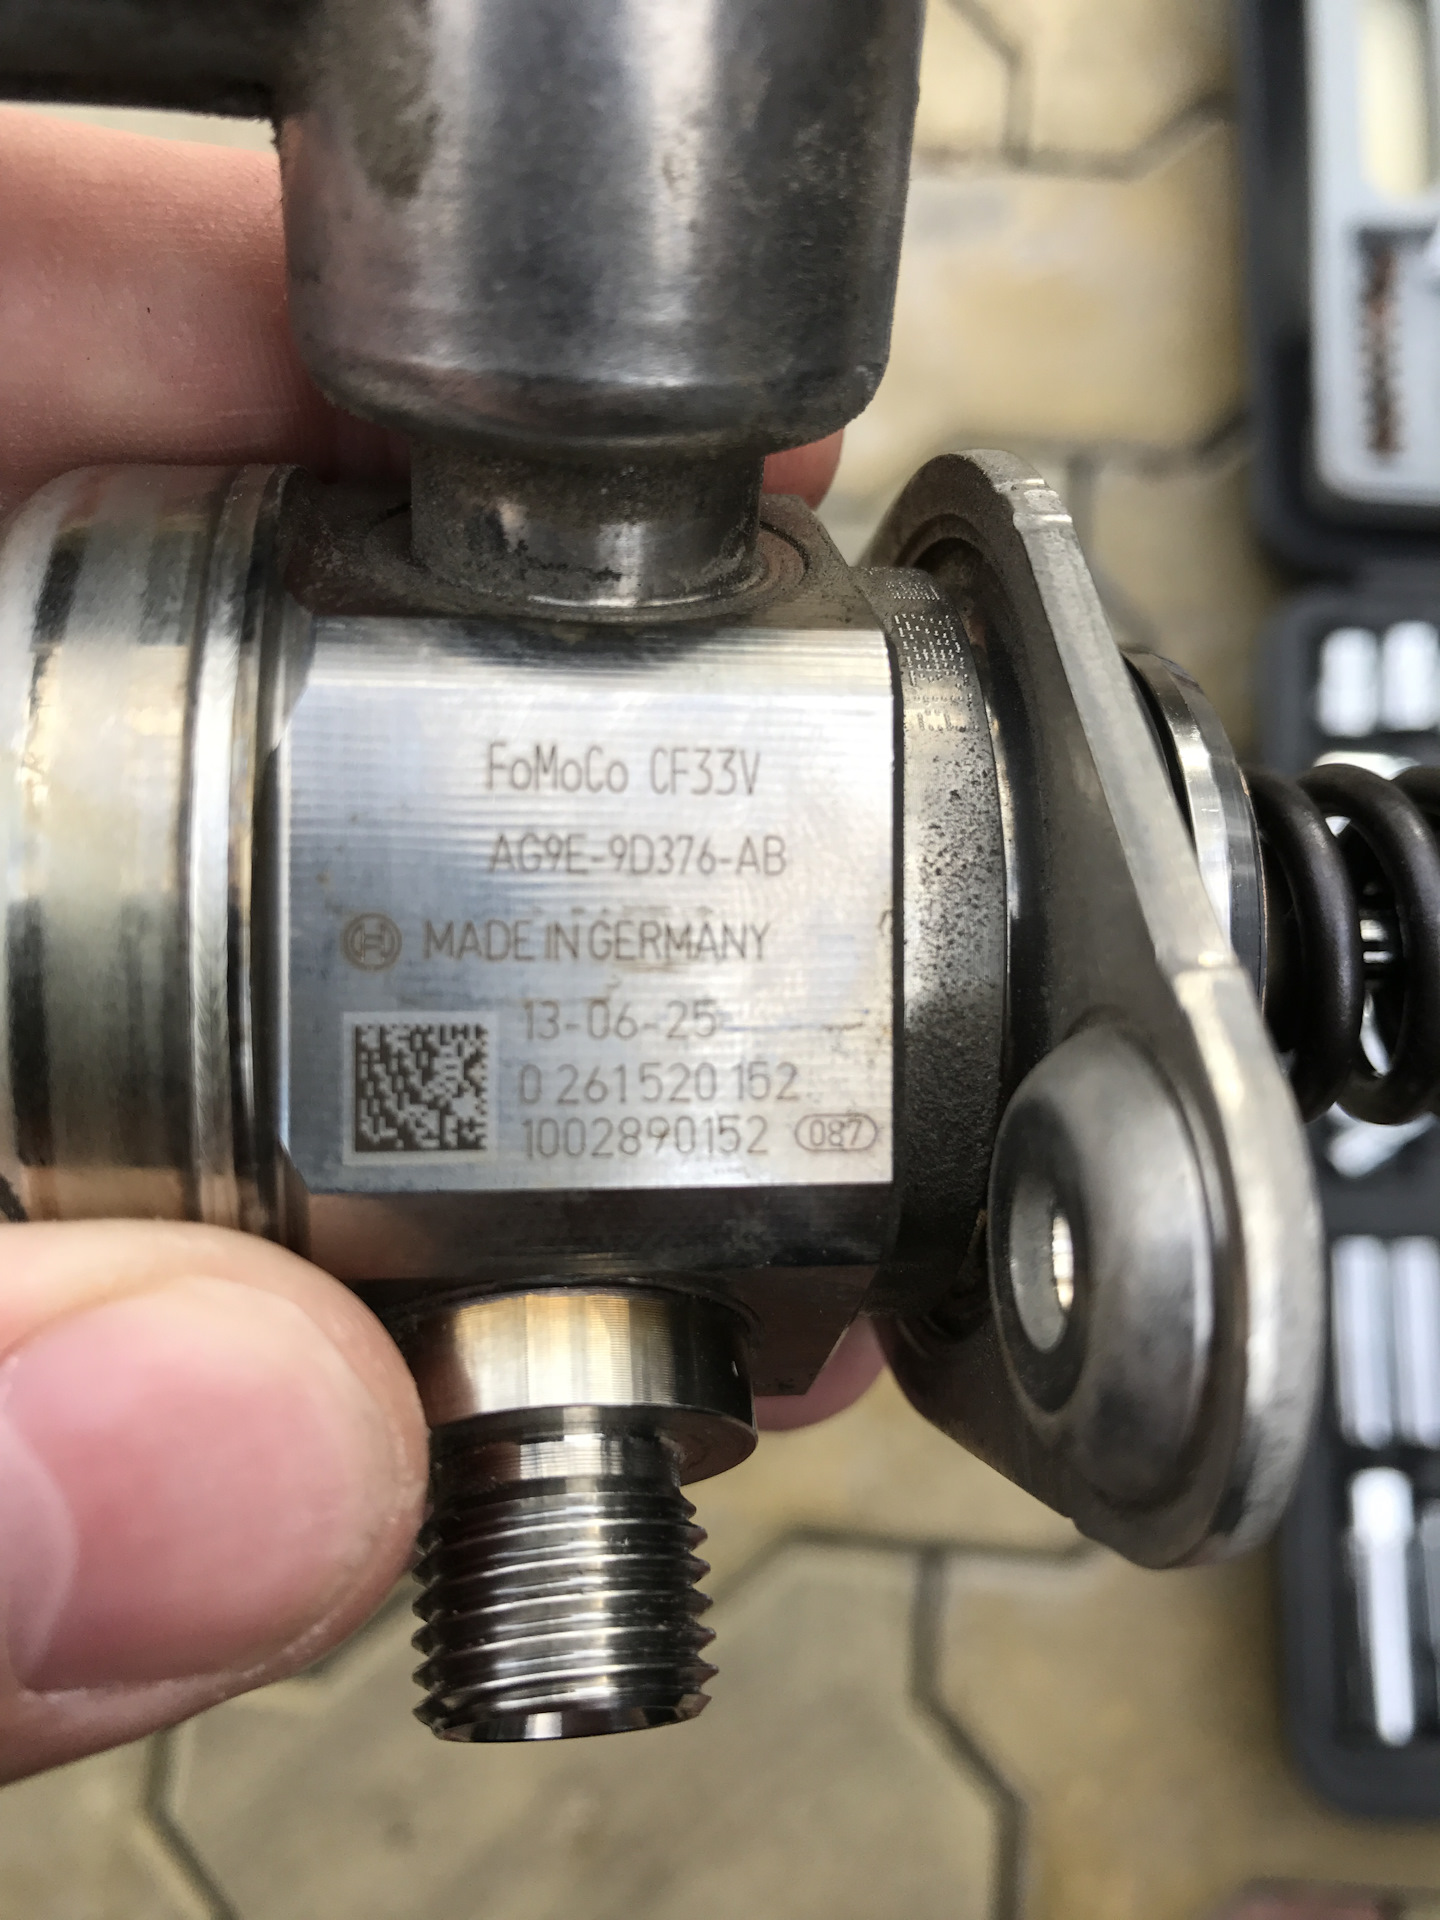 FoMoCo CF33V
AG9E-9D376-AB
MADE IN GERMANY
13-06-25
0 261 520 152
1002890152 087